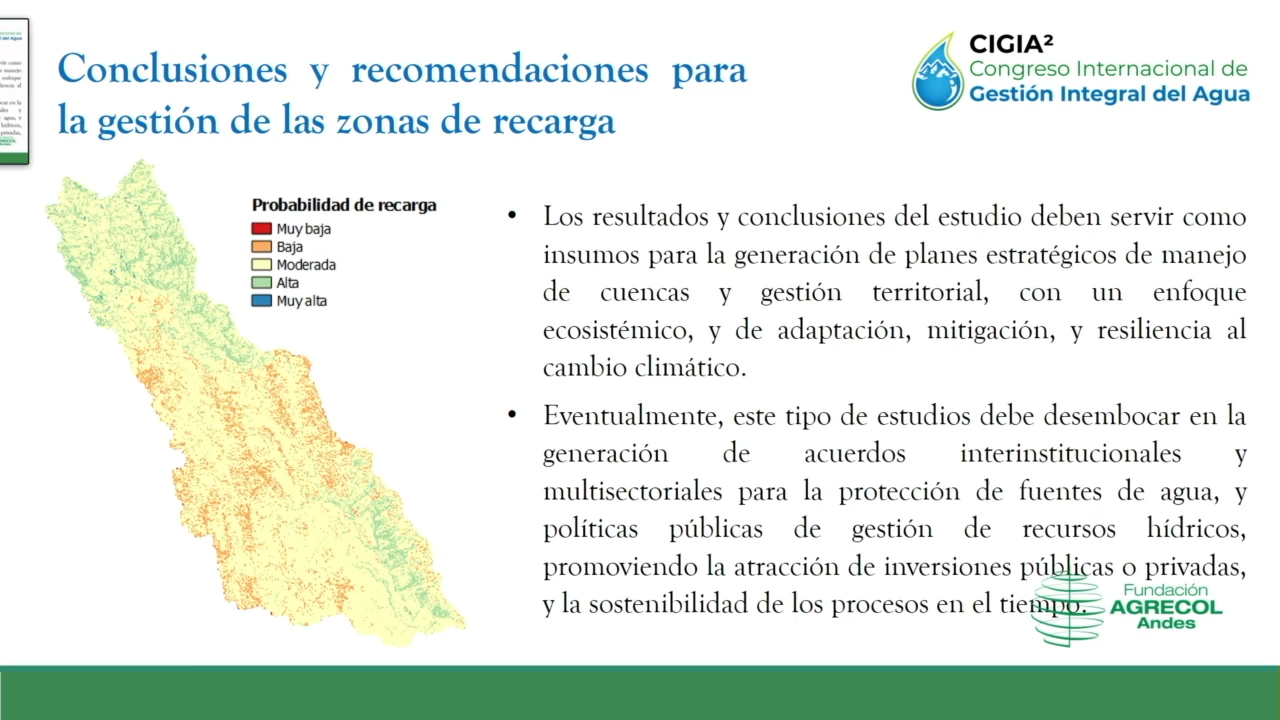 Conclusiones y recomendaciones para
la gestión de las zonas de recarga
CIGIA²
Congreso Internacional de
Gestión Integral del Agua
Probabilidad de recarga
Muy baja
Baja
Moderada
Alta
Muy alta
• Los resultados y conclusiones del estudio deben servir como
insumos para la generación de planes estratégicos de manejo
de cuencas y gestión territorial, con un enfoque
ecosistémico, y de adaptación, mitigación, y resiliencia al
cambio climático.
• Eventualmente, este tipo de estudios debe desembocar en la
generación de acuerdos interinstitucionales y
multisectoriales para la protección de fuentes de agua, y
políticas públicas de gestión de recursos hídricos,
promoviendo la atracción de inversiones públicas o privadas,
y la sostenibilidad de los procesos en el tiempo.
Fundación
AGRECOL
Andes